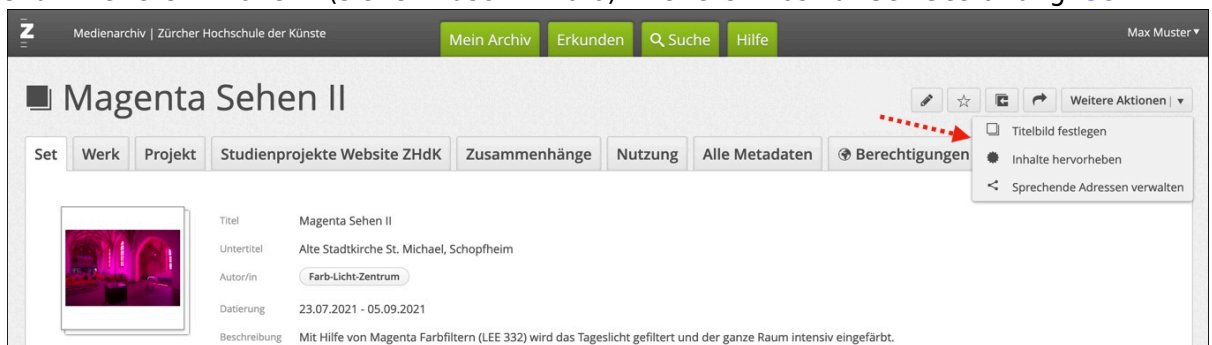 Z Medienarchiv | Zürcher Hochschule der Künste Mein Archiv Erkunden Suche Hilfe Max Muster
Magenta Sehen II Weitere Aktionen
Titelbild festlegen
Inhalte hervorheben
Sprechende Adressen verwalten
Set Werk Projekt Studienprojekte Website ZHdK Zusammenhänge Nutzung Alle Metadaten Berechtigungen
Titel Magenta Sehen II
Untertitel Alte Stadtkirche St. Michael, Schopfheim
Autor/in Farb-Licht-Zentrum
Datierung 23.07.2021 - 05.09.2021
Beschreibung Mit Hilfe von Magenta Farbfiltern (LEE 332) wird das Tageslicht gefiltert und der ganze Raum intensiv eingefärbt.